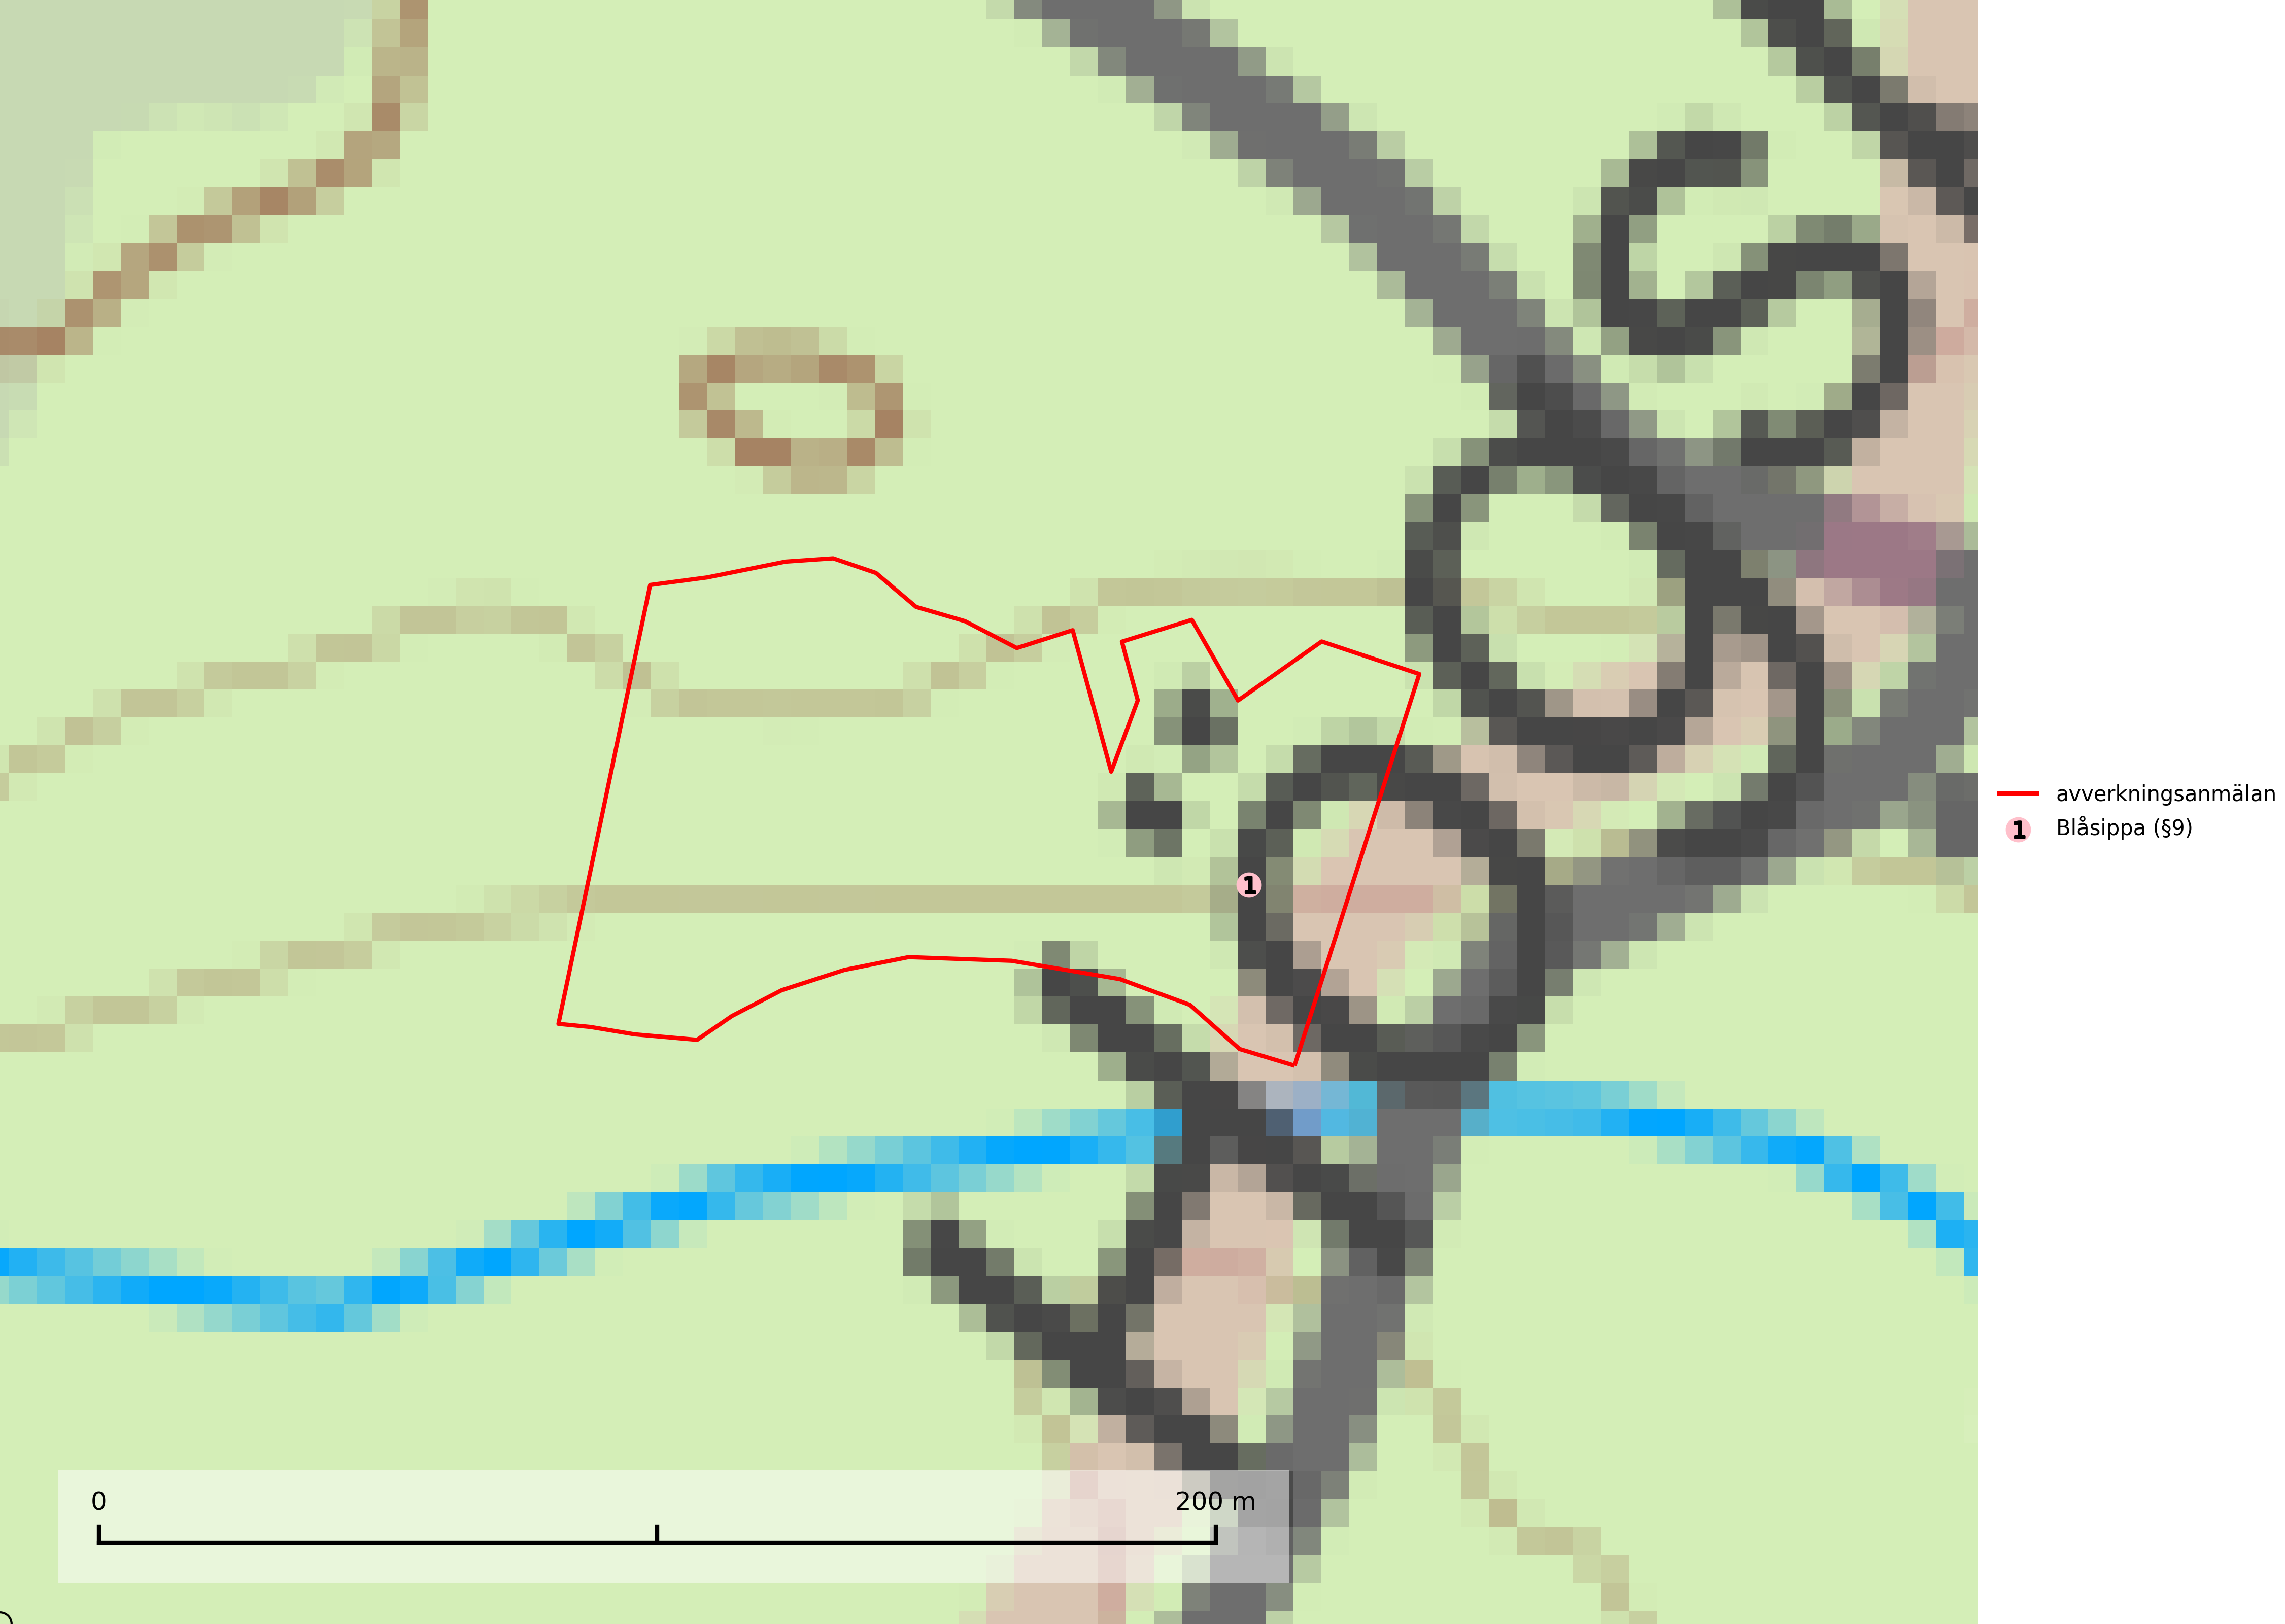 1
avverkningsanmälan
1 Blåsippa (§9)
0 200 m